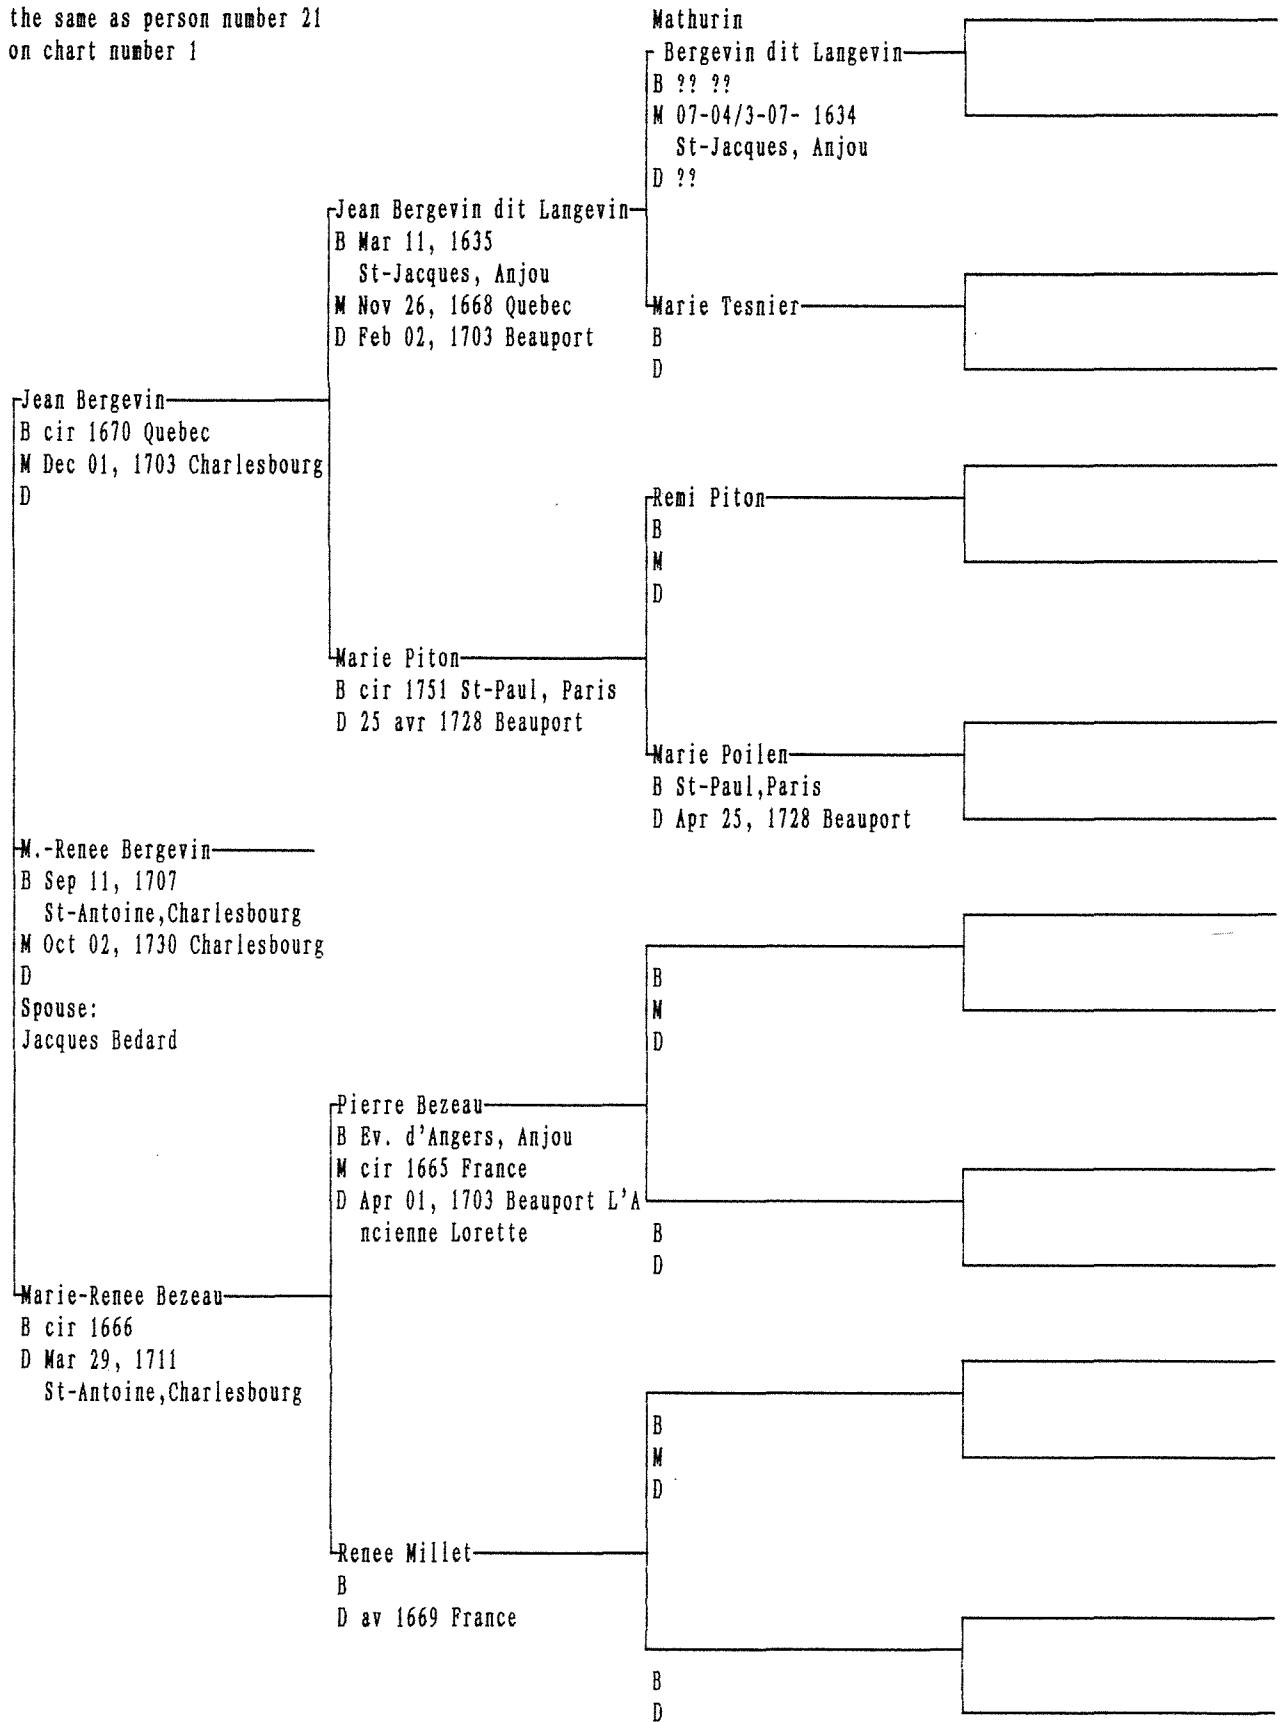 the same as person number 21
on chart number 1
Mathurin
Bergevin dit Langevin
B ?? ??
M 07-04/3-07- 1634
St-Jacques, Anjou
D ??
Jean Bergevin dit Langevin
B Mar 11, 1635
St-Jacques, Anjou
M Nov 26, 1668 Quebec
D Feb 02, 1703 Beauport
Marie Tesnier
B
D
Jean Bergevin
B cir 1670 Quebec
M Dec 01, 1703 Charlesbourg
D
Remi Piton
B
M
D
Marie Piton
B cir 1751 St-Paul, Paris
D 25 avr 1728 Beauport
Marie Poilen
B St-Paul,Paris
D Apr 25, 1728 Beauport
M.-Renee Bergevin
B Sep 11, 1707
St-Antoine,Charlesbourg
M Oct 02, 1730 Charlesbourg
D
Spouse:
Jacques Bedard
B
M
D
Pierre Bezeau
B Ev. d'Angers, Anjou
M cir 1665 France
D Apr 01, 1703 Beauport L'A
ncienne Lorette
B
D
Marie-Renee Bezeau
B cir 1666
D Mar 29, 1711
St-Antoine,Charlesbourg
B
M
D
Renee Millet
B
D av 1669 France
B
D